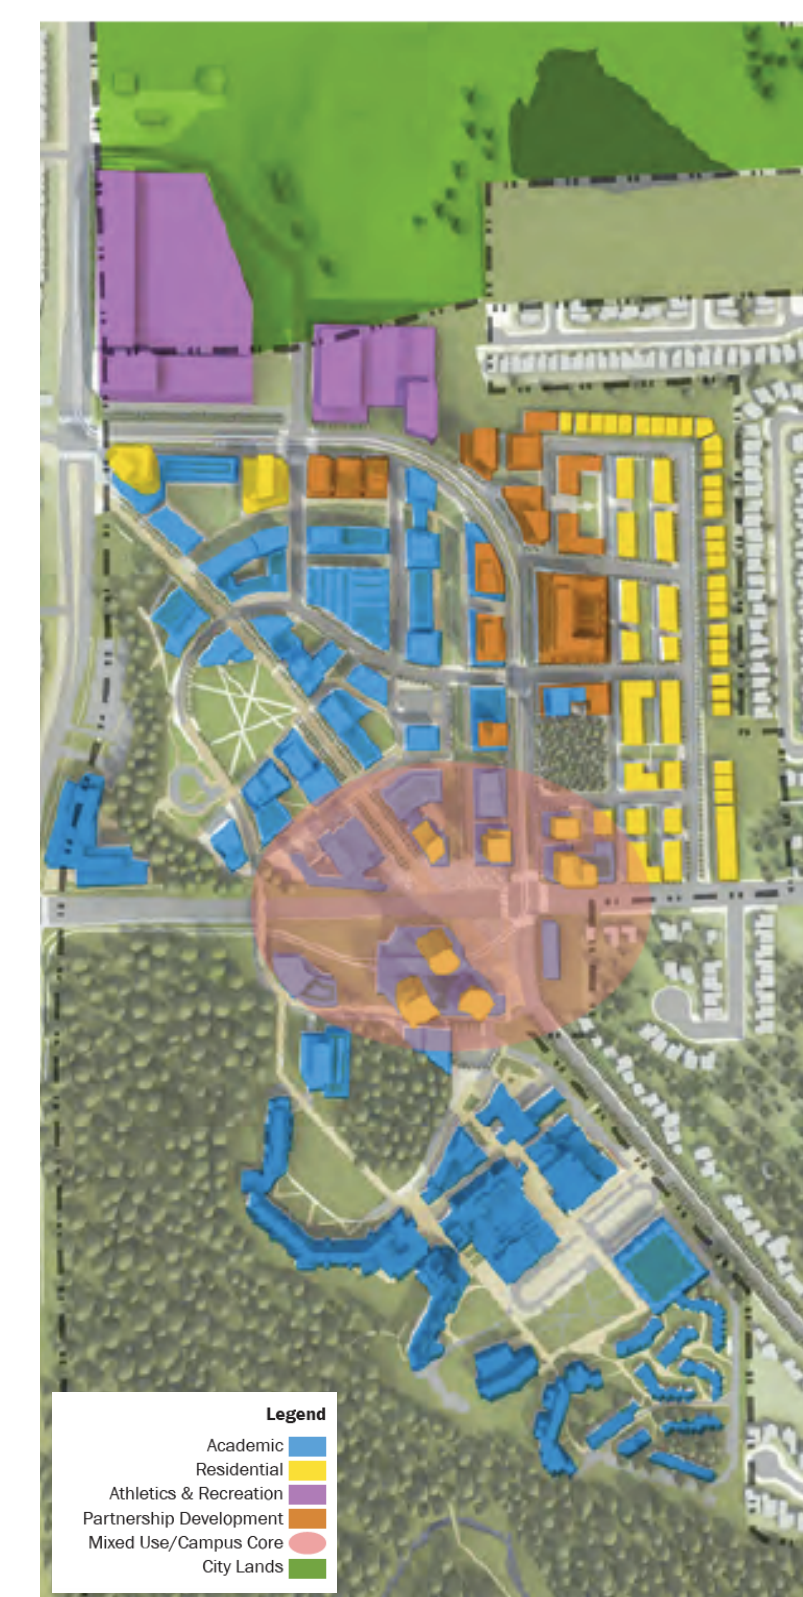 Legend
Academic
Residential
Athletics & Recreation
Partnership Development
Mixed Use/Campus Core
City Lands